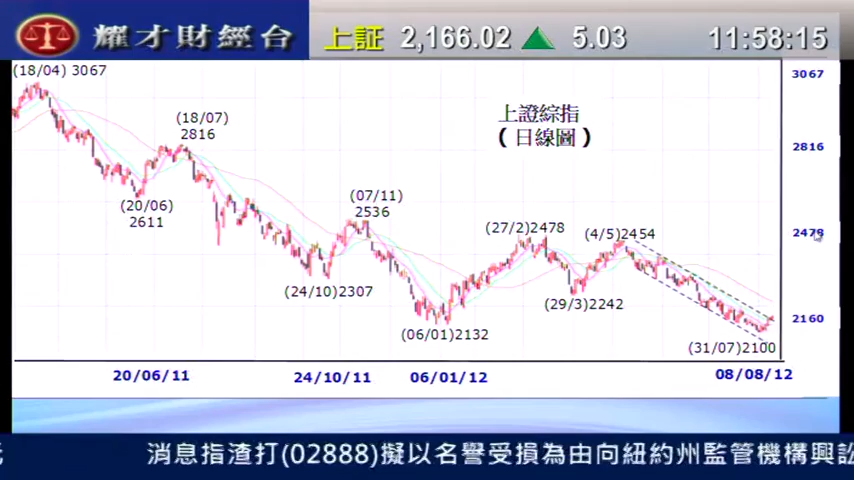 耀才財經台
上証 2,166.02 5.03 11:58:15
(18/04) 3067
3067
(18/07)
2816
上證綜指
(日線圖)
2816
(20/06)
2611
(07/11)
2536
(27/2)2478
(4/5)2454
2479
(24/10)2307
(29/3)2242
2160
(06/01)2132
(31/07)2100
20/06/11 24/10/11 06/01/12 08/08/12
消息指渣打(02888)擬以名譽受損為由向紐約州監管機構興訟